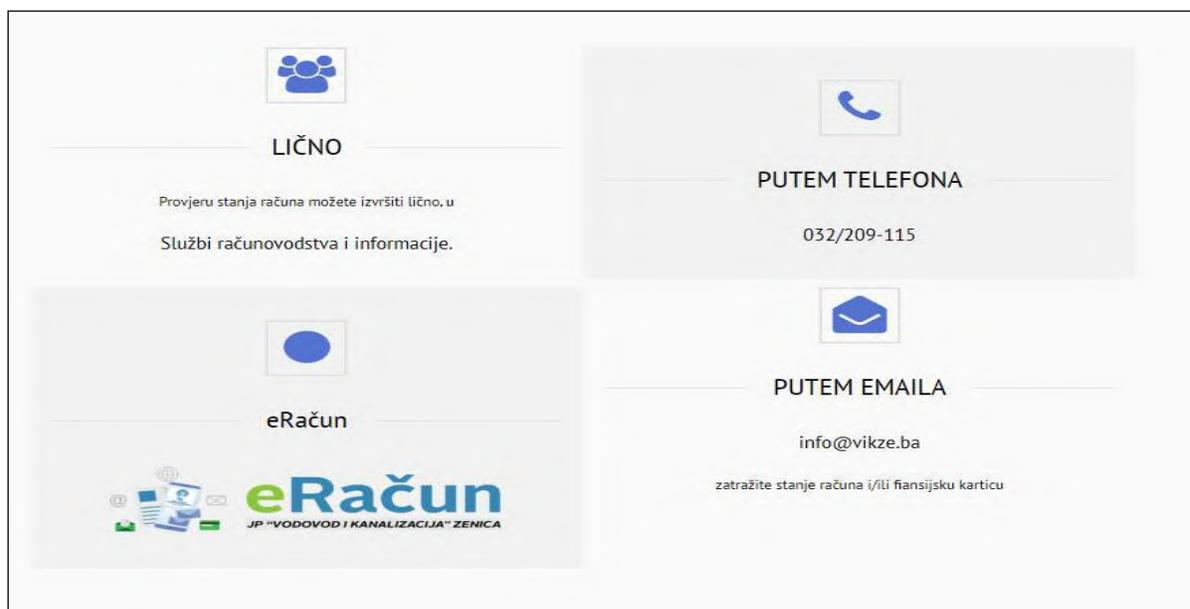 LIČNO
Provjeru stanja računa možete izvršiti lično, u
Službi računovodstva i informacije.
PUTEM TELEFONA
032/209-115
eRačun
@
eRačun
JP "VODOVOD I KANALIZACIJA" ZENICA
PUTEM EMAILA
info@vikze.ba
zatražite stanje računa i/ili fiansijsku karticu